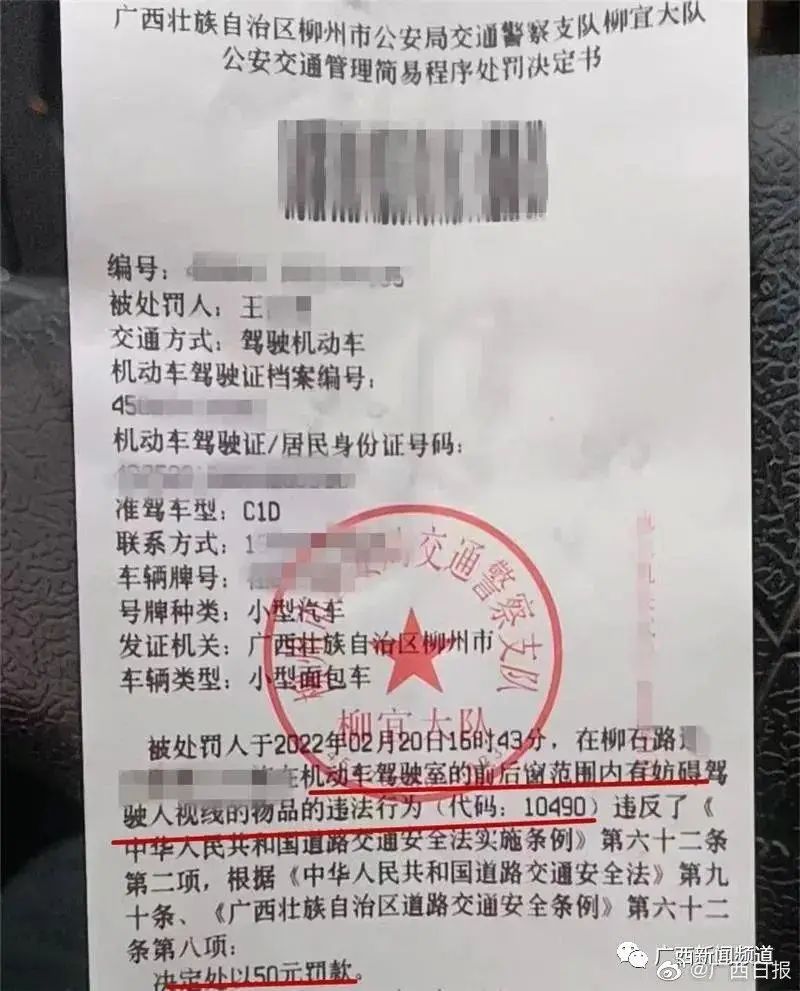 广西壮族自治区柳州市公安局交通警察支队柳宜大队
公安交通管理简易程序处罚决定书
编号：
被处罚人：王
交通方式：驾驶机动车
机动车驾驶证档案编号：
45
机动车驾驶证/居民身份证号码：
准驾车型：C1D
联系方式：1
车辆牌号：
号牌种类：小型汽车
发证机关：广西壮族自治区柳州市
车辆类型：小型面包车
交通警察支队
柳宜大队
被处罚人于2022年02月20日16时43分，在柳石路
在机动车驾驶室的前后窗范围内有妨碍驾
驶人视线的物品的违法行为（代码：10490）违反了《
中华人民共和国道路交通安全法实施条例》第六十二条
第二项，根据《中华人民共和国道路交通安全法》第九
十条、《广西壮族自治区道路交通安全条例》第六十二
条第八项：
决定处以50元罚款。
广西新闻频道
@广西日报